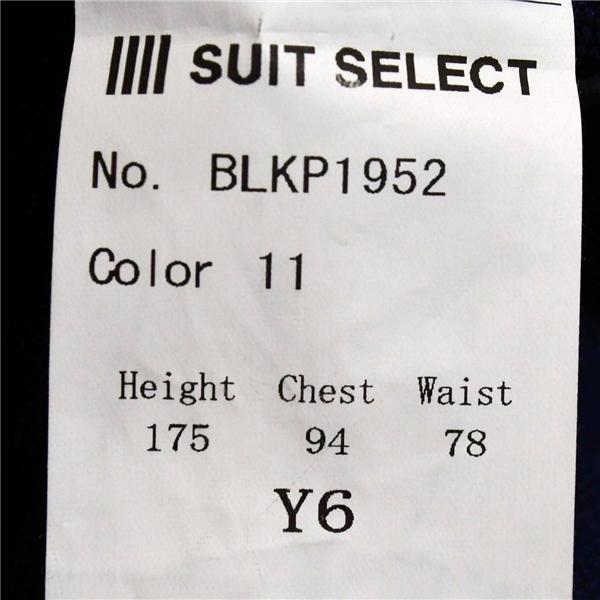 SUIT SELECT
No. BLKP1952
Color 11
Height Chest Waist
175 94 78
Y6